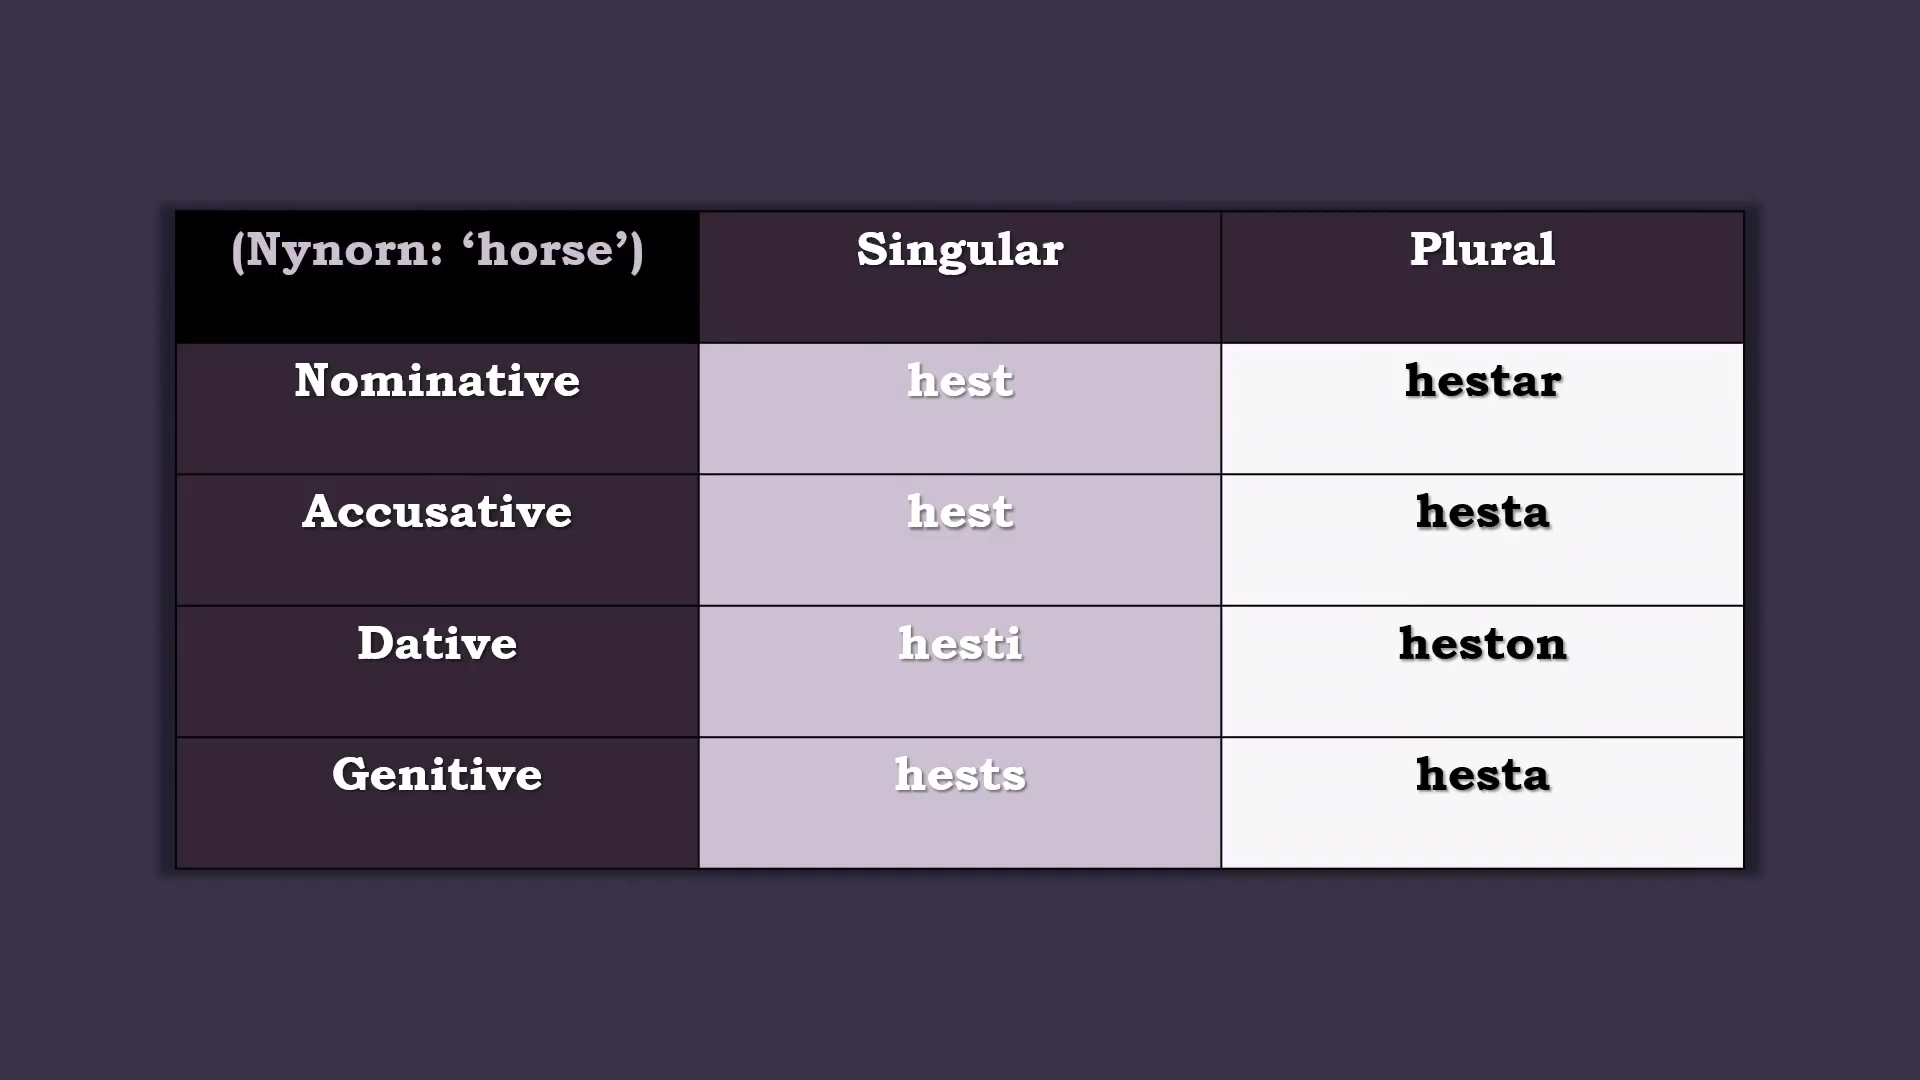 (Nynorn: ‘horse’) Singular Plural
Nominative hest hestar
Accusative hest hesta
Dative hesti heston
Genitive hests hesta